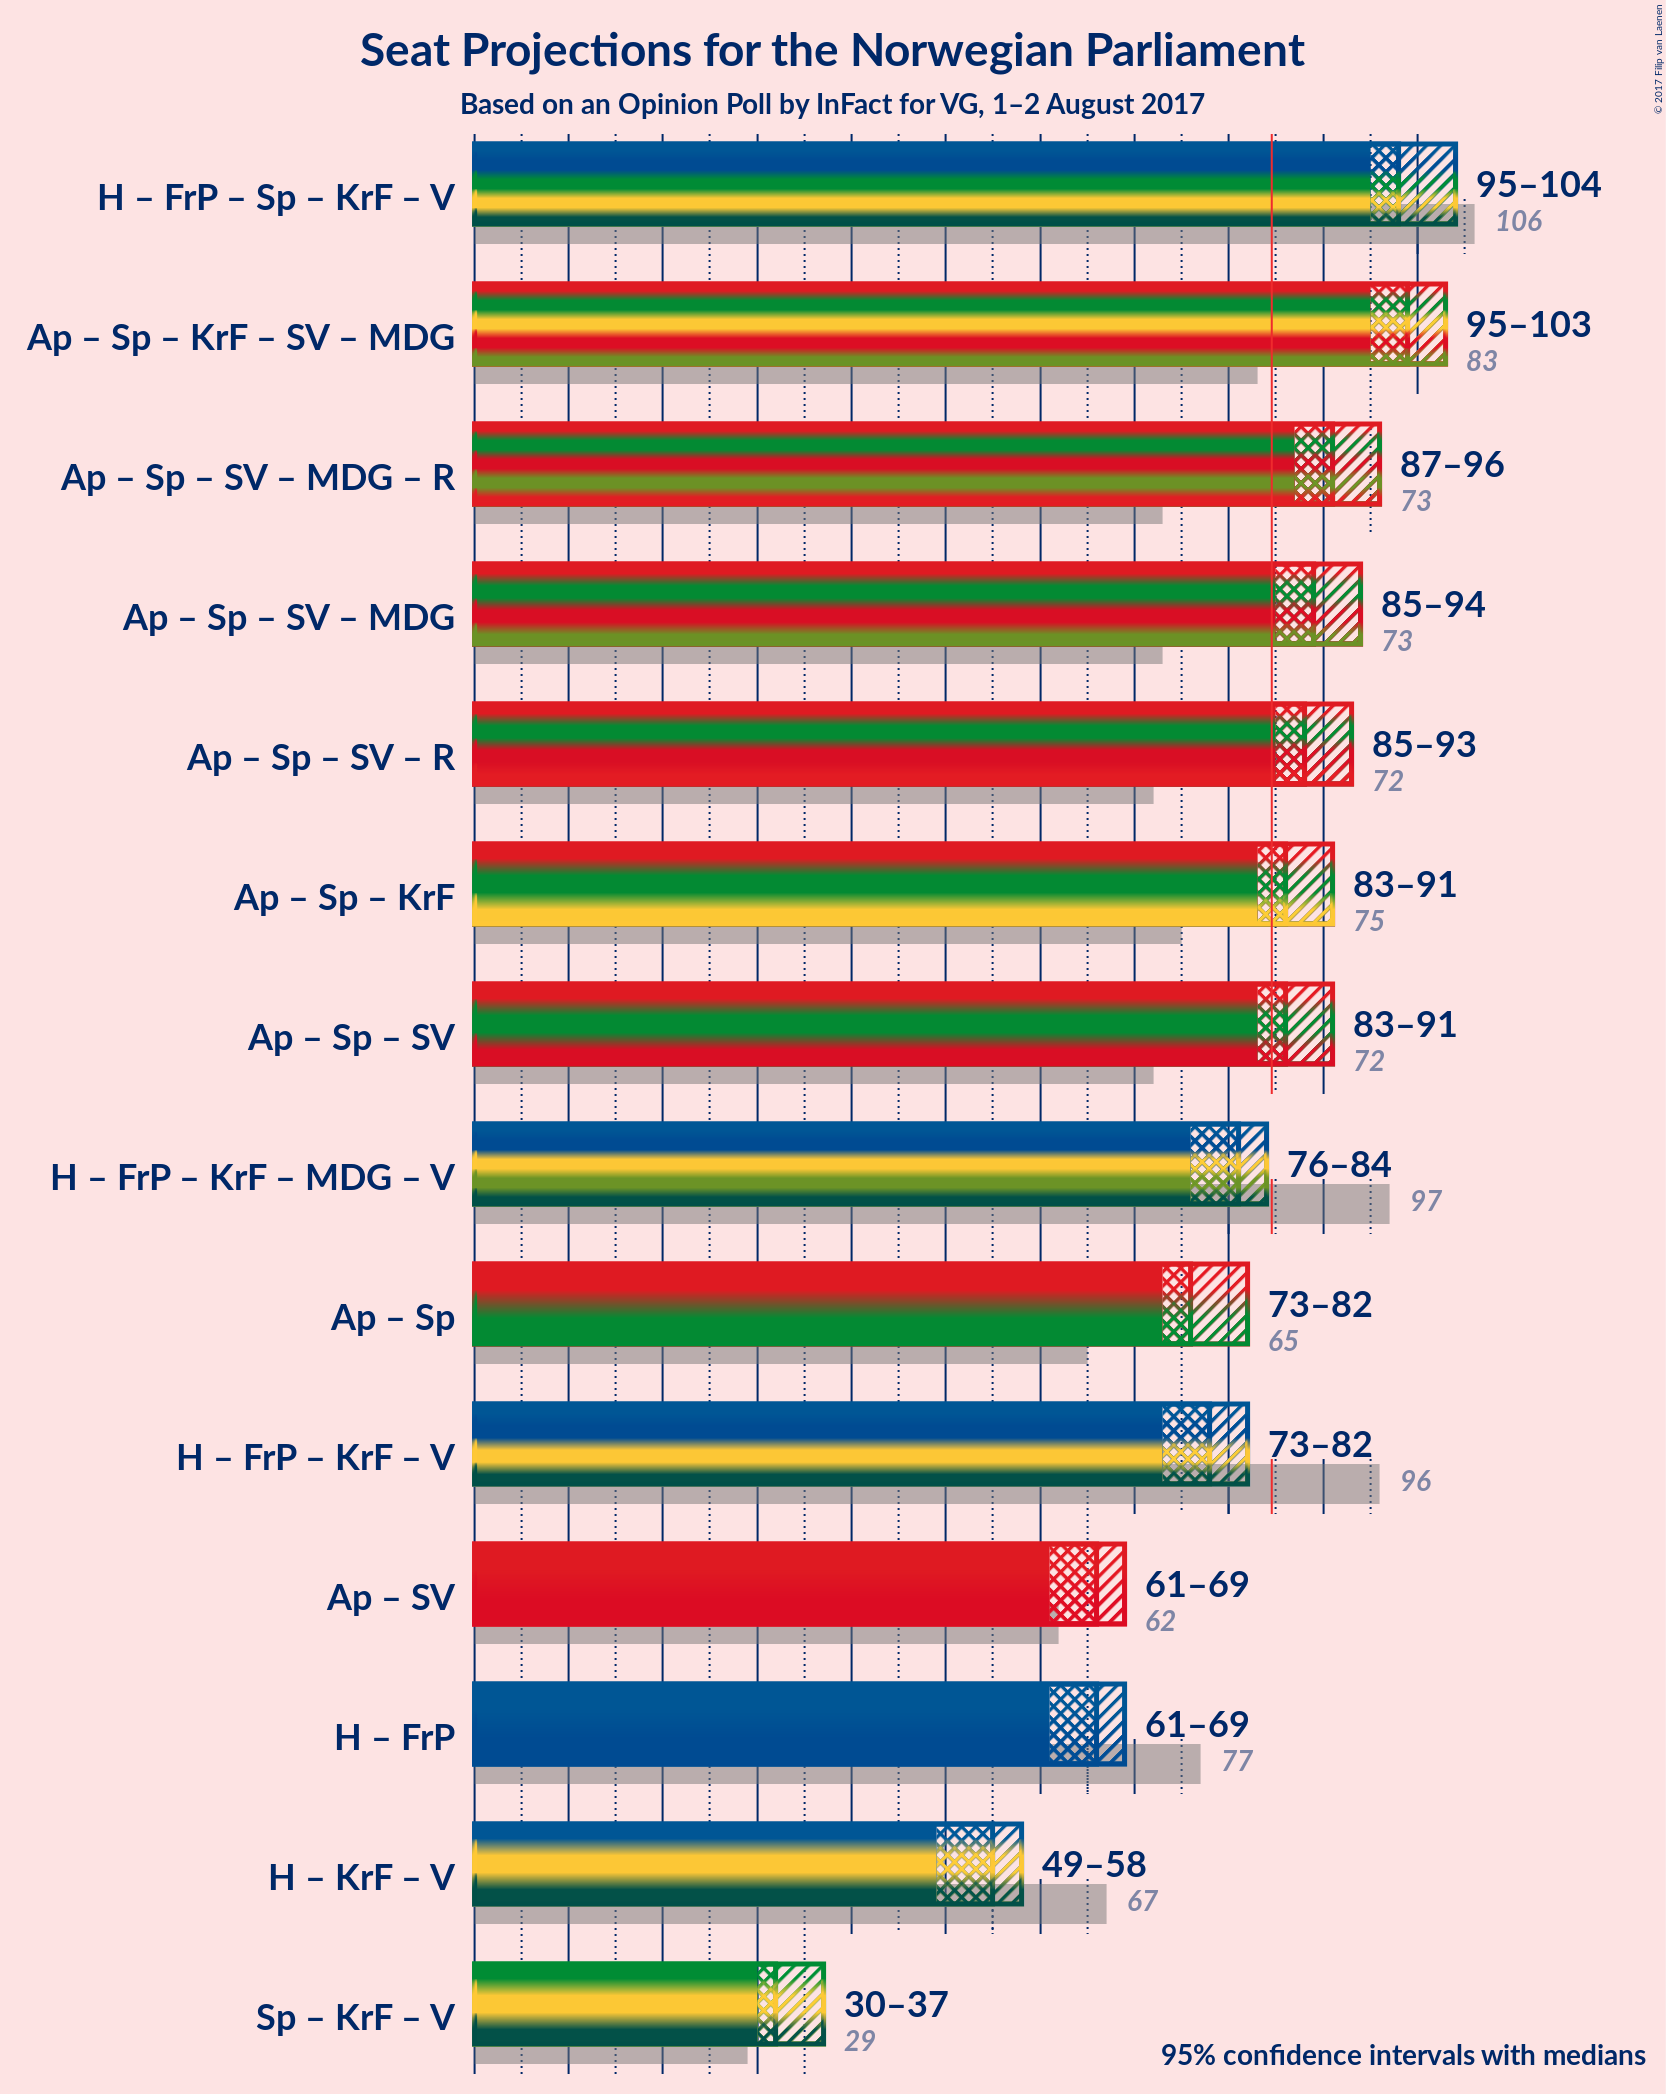 Seat Projections for the Norwegian Parliament
Based on an Opinion Poll by InFact for VG, 1–2 August 2017
© 2017 Filip van Laenen
H – FrP – Sp – KrF – V
95–104
106
Ap – Sp – KrF – SV – MDG
95–103
83
Ap – Sp – SV – MDG – R
87–96
73
Ap – Sp – SV – MDG
85–94
73
Ap – Sp – SV – R
85–93
72
Ap – Sp – KrF
83–91
75
Ap – Sp – SV
83–91
72
H – FrP – KrF – MDG – V
76–84
97
Ap – Sp
73–82
65
H – FrP – KrF – V
73–82
96
Ap – SV
61–69
62
H – FrP
61–69
77
H – KrF – V
49–58
67
Sp – KrF – V
30–37
29
95% confidence intervals with medians